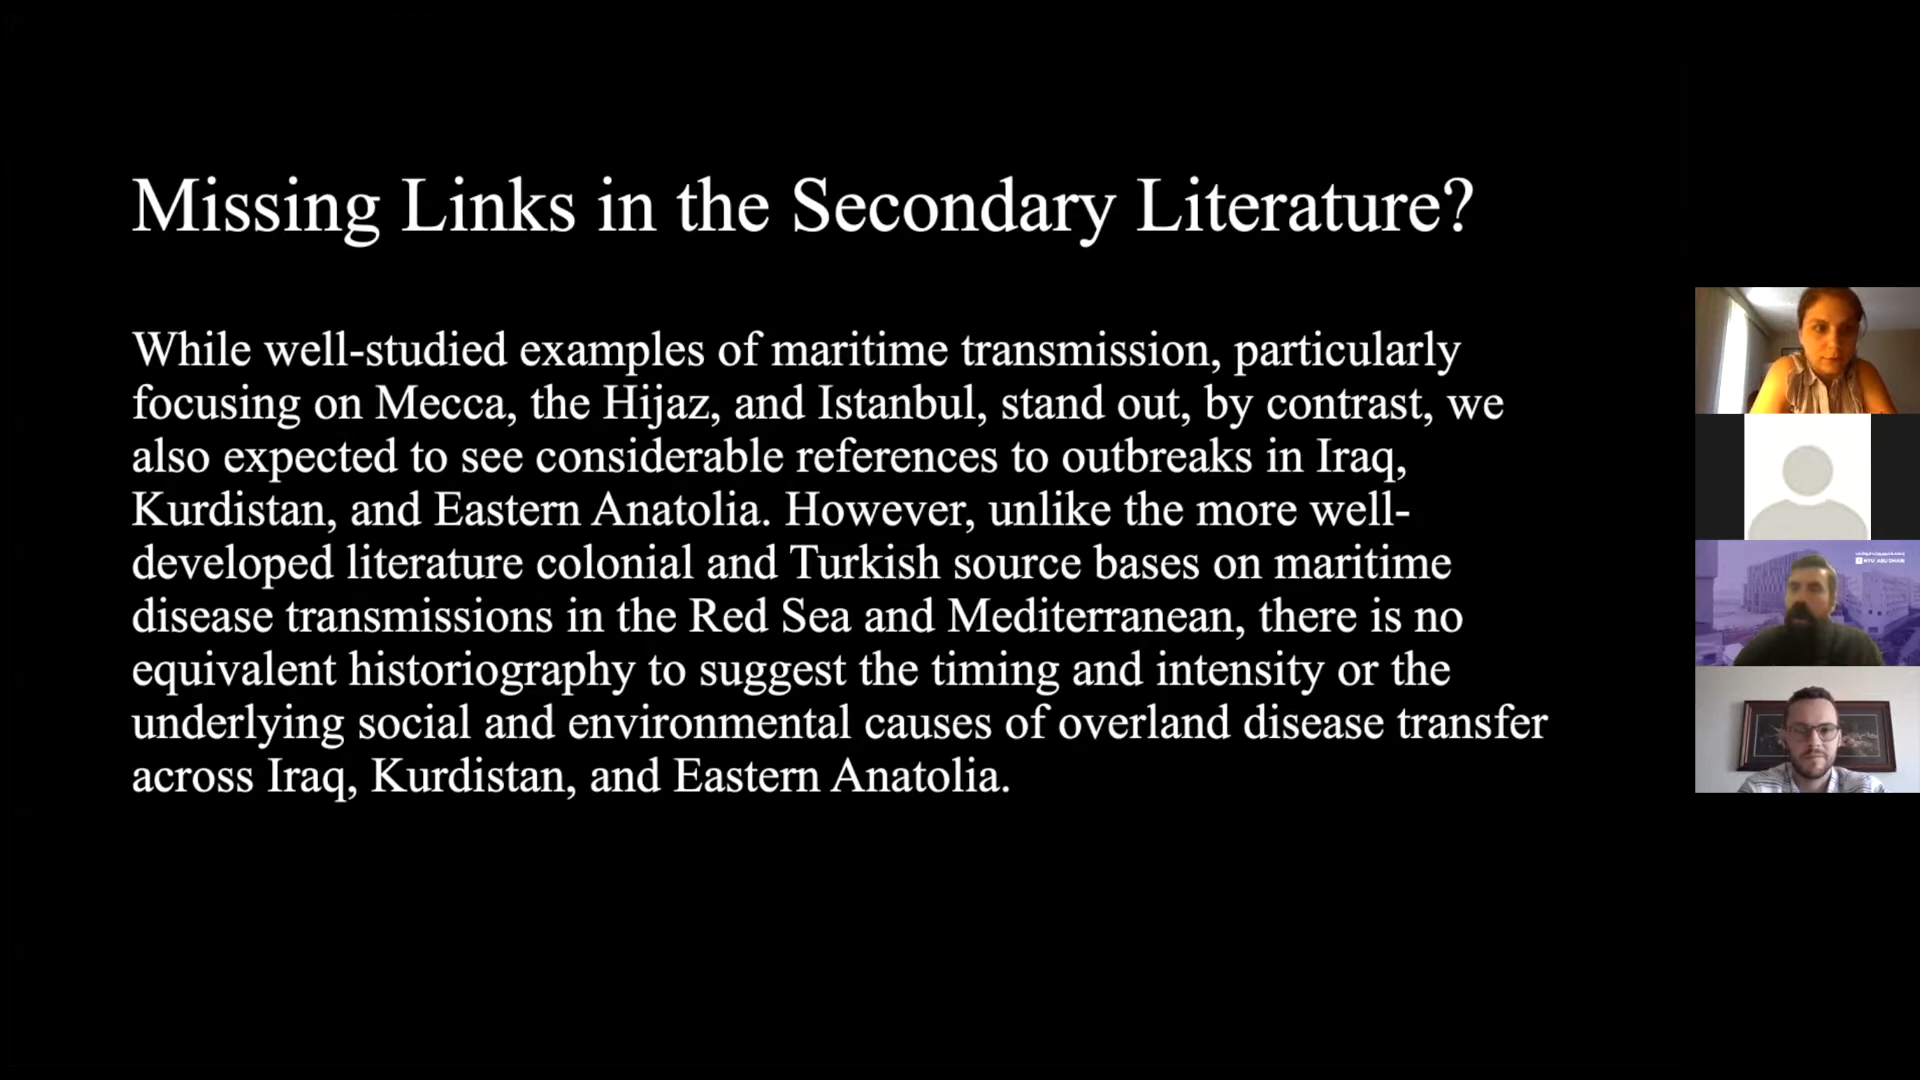 Missing Links in the Secondary Literature?
While well-studied examples of maritime transmission, particularly
focusing on Mecca, the Hijaz, and Istanbul, stand out, by contrast, we
also expected to see considerable references to outbreaks in Iraq,
Kurdistan, and Eastern Anatolia. However, unlike the more well-
developed literature colonial and Turkish source bases on maritime
disease transmissions in the Red Sea and Mediterranean, there is no
equivalent historiography to suggest the timing and intensity or the
underlying social and environmental causes of overland disease transfer
across Iraq, Kurdistan, and Eastern Anatolia.
NYU ABU DHABI